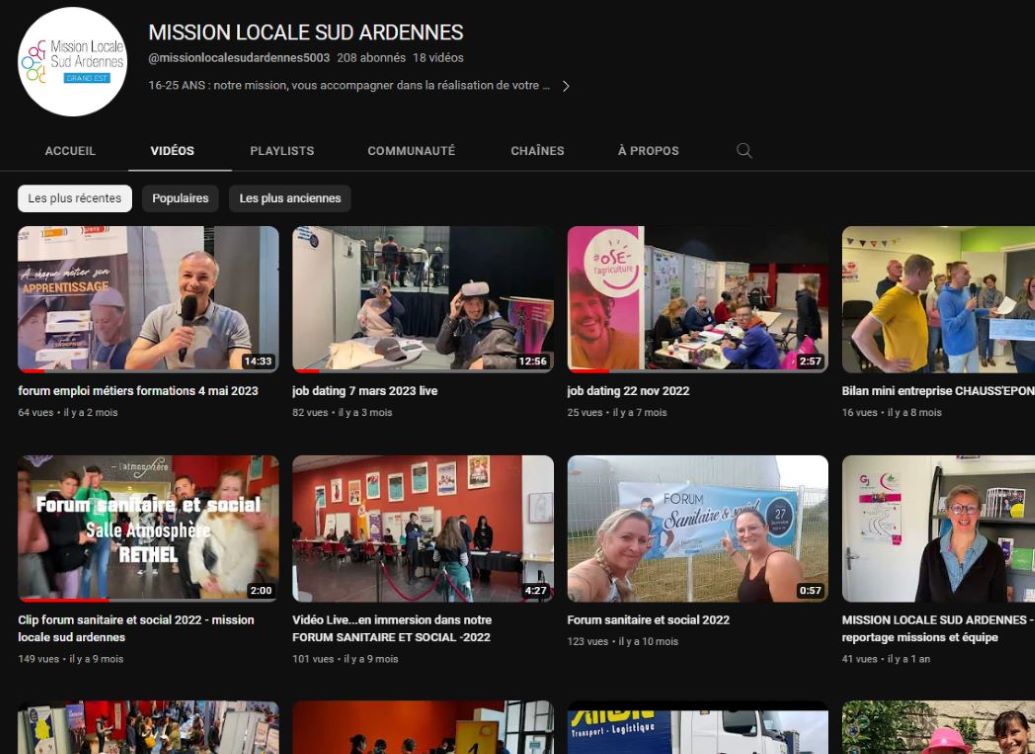 MISSION LOCALE SUD ARDENNES
Mission Locale
Sud Ardennes
GRAND EST
@missionlocalesudardennes5003 208 abonnés 18 vidéos
16-25 ANS : notre mission, vous accompagner dans la réalisation de votre ...
ACCUEIL VIDÉOS PLAYLISTS COMMUNAUTÉ CHAÎNES À PROPOS
Les plus récentes Populaires Les plus anciennes
A chaque métier son
APPRENTISSAGE
#OSE-
l'agriculture
14:33 12:56 2:57
forum emploi métiers formations 4 mai 2023 job dating 7 mars 2023 live job dating 22 nov 2022 Bilan mini entreprise CHAUSS'EPON
64 vues • il y a 2 mois 82 vues • il y a 3 mois 25 vues • il y a 7 mois 16 vues • il y a 8 mois
l'atmosphère
Forum sanitaire et social
Salle Atmosphère
RETHEL
FORUM
Sanitaire & social
27
2:00 4:27 0:57
Clip forum sanitaire et social 2022 - mission Vidéo Live...en immersion dans notre Forum sanitaire et social 2022 MISSION LOCALE SUD ARDENNES -
locale sud ardennes FORUM SANITAIRE ET SOCIAL -2022 reportage missions et équipe
149 vues • il y a 9 mois 101 vues • il y a 9 mois 123 vues • il y a 10 mois 41 vues • il y a 1 an
Transport - Logistique